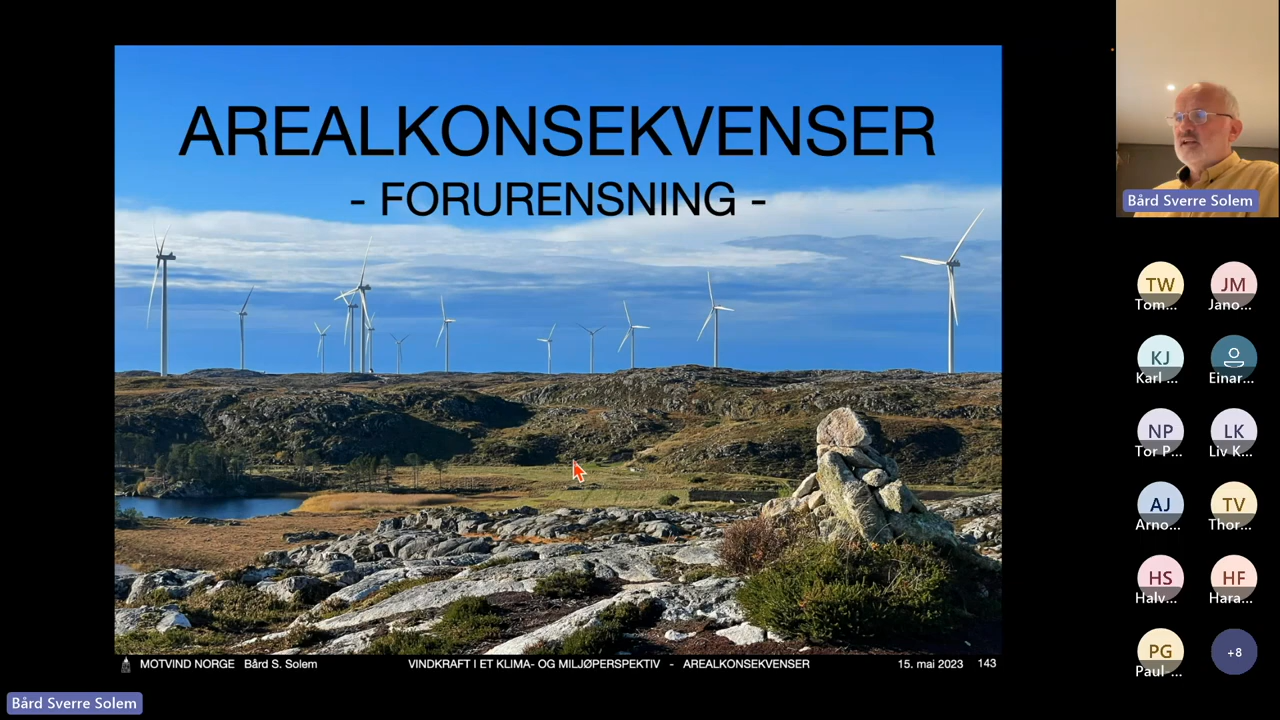 AREALKONSEKVENSER
- FORURENSNING -
MOTVIND NORGE Bård S. Solem
VINDKRAFT I ET KLIMA- OG MILJØPERSPEKTIV - AREALKONSEKVENSER
15. mai 2023 143
Bård Sverre Solem
Bård Sverre Solem
TW JM
Tom... Jano...
KJ
Karl ... Einar...
NP LK
Tor P... Liv K...
AJ TV
Arno... Thor...
HS HF
Halv... Hara...
PG +8
Paul ...